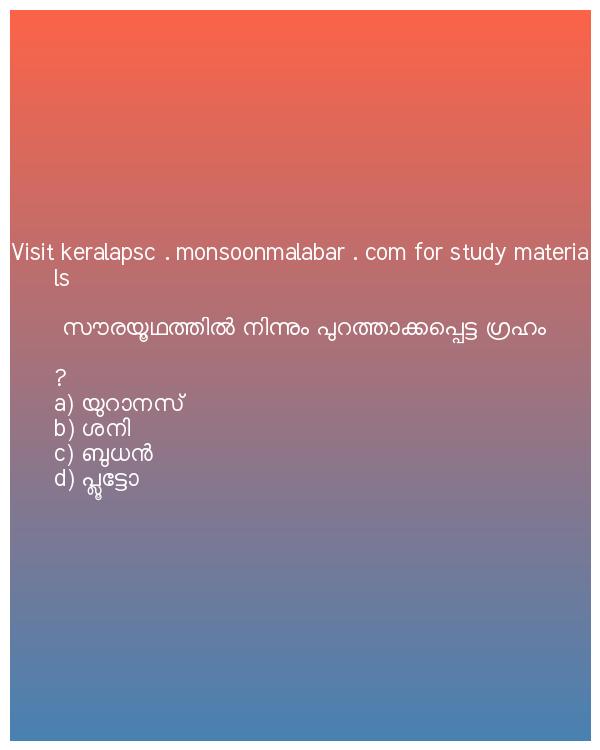 Visit keralapsc . monsoonmalabar . com for study materia
ls
സൗരയൂഥത്തിൽ നിന്നും പുറത്താക്കപ്പെട്ട ഗ്രഹം
?
a) യുറാനസ്
b) ശനി
c) ബുധൻ
d) പ്ലൂട്ടോ